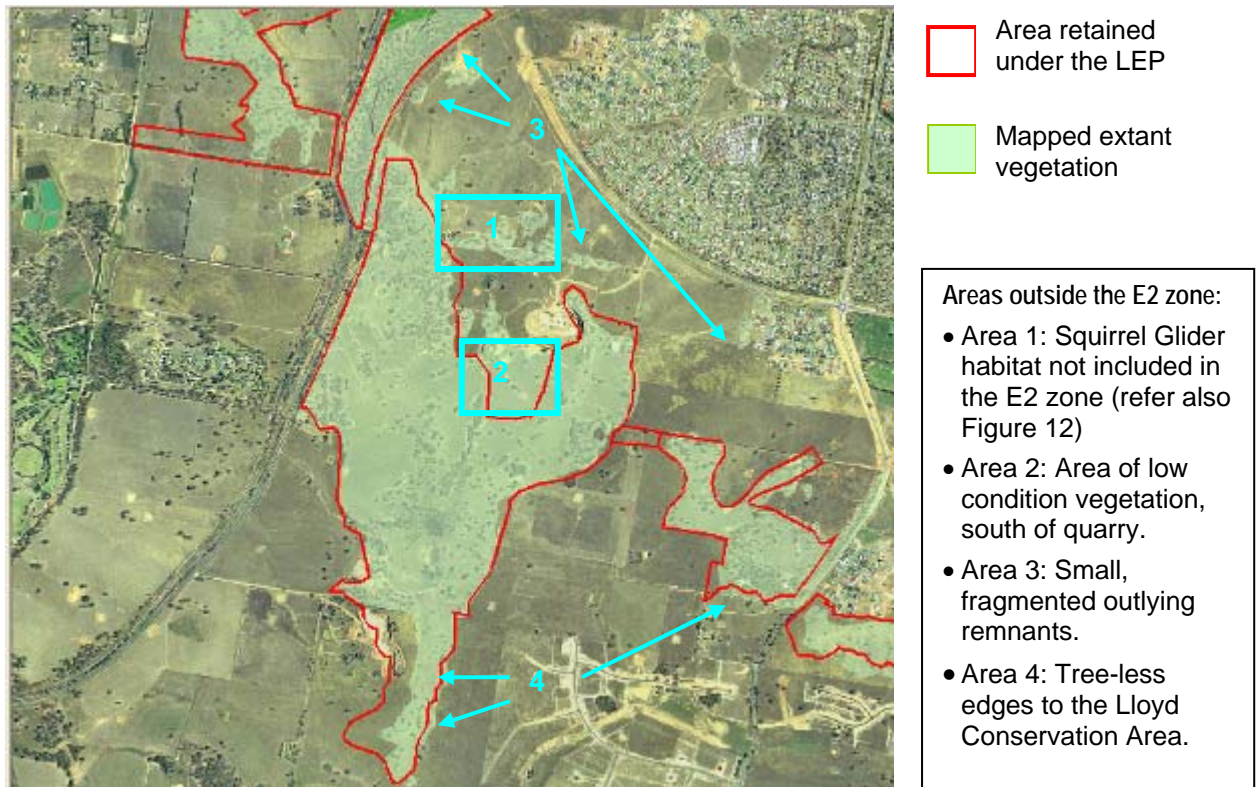 Area retained
under the LEP
Mapped extant
vegetation
3
1
2
4
Areas outside the E2 zone:
• Area 1: Squirrel Glider
habitat not included in
the E2 zone (refer also
Figure 12)
• Area 2: Area of low
condition vegetation,
south of quarry.
• Area 3: Small,
fragmented outlying
remnants.
• Area 4: Tree-less
edges to the Lloyd
Conservation Area.